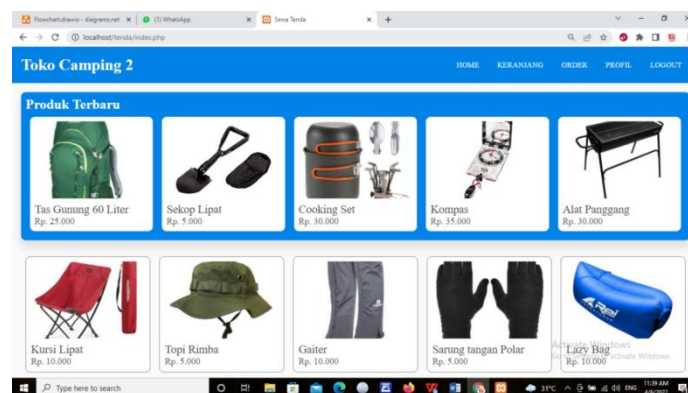 Flowchart.drawio - diagrams.net
(1) WhatsApp
Sewa Tenda
localhost/tenda/index.php
Toko Camping 2
HOME KERANJANG ORDER PROFIL LOGOUT
Produk Terbaru
Tas Gunung 60 Liter
Rp. 25.000
Sekop Lipat
Rp. 5.000
Cooking Set
Rp. 30.000
Kompas
Rp. 35.000
Alat Panggang
Rp. 30.000
Kursi Lipat
Rp. 10.000
Topi Rimba
Rp. 5.000
Gaiter
Rp. 10.000
Sarung tangan Polar
Rp. 5.000
ARei
Lazy Bag
Rp. 10.000
Activate Windows
activate Windows.
Type here to search
31°C
ENG
11:39 AM